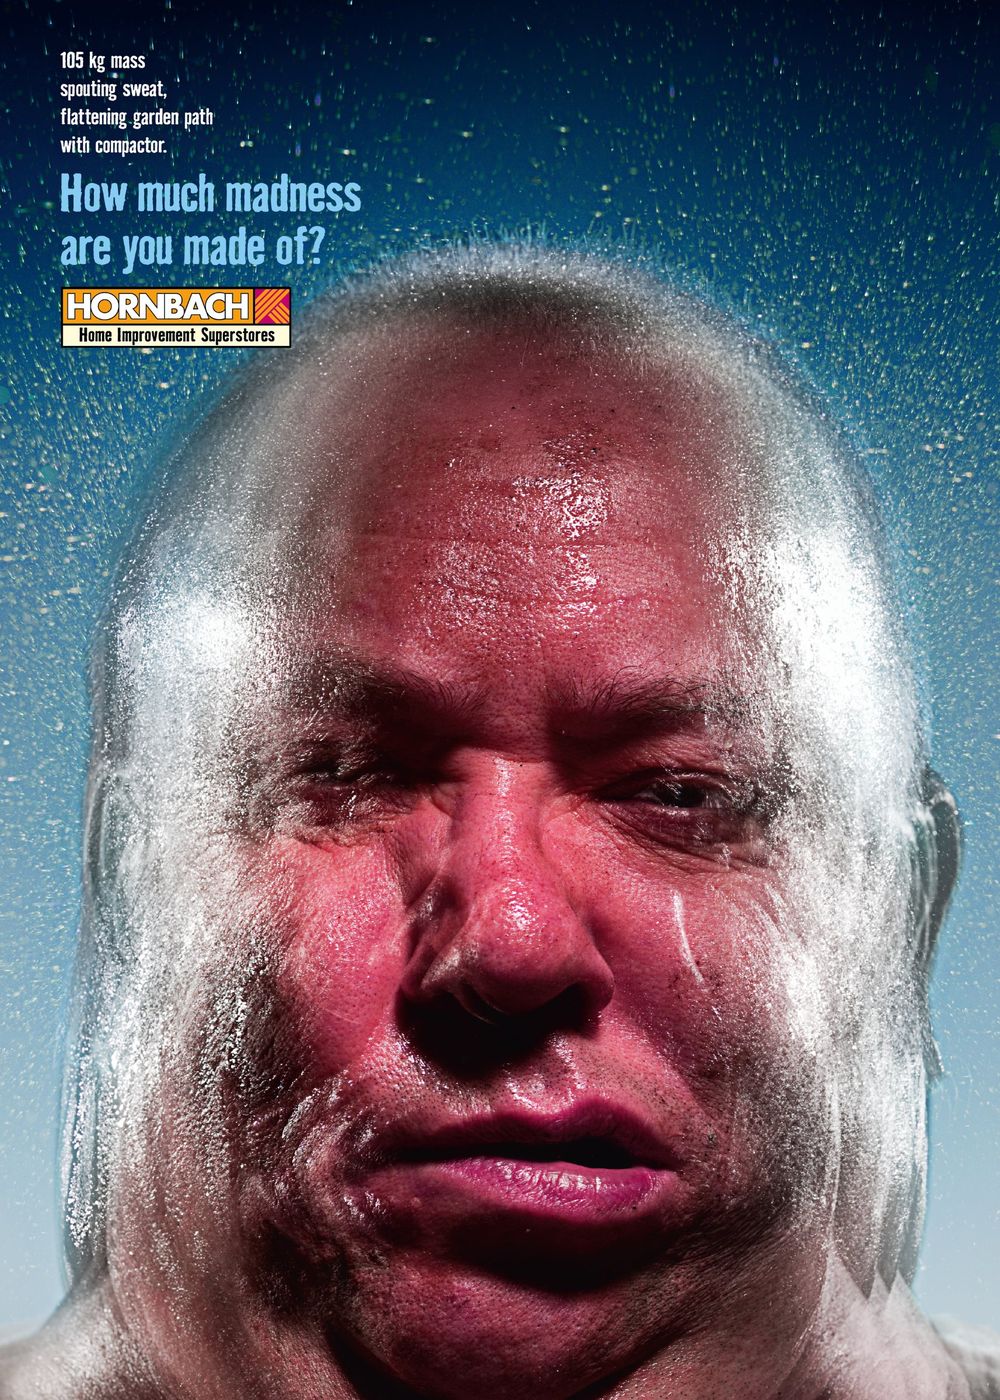 105 kg mass
spouting sweat,
flattening garden path
with compactor.
How much madness
are you made of?
HORNBACH
Home Improvement Superstores